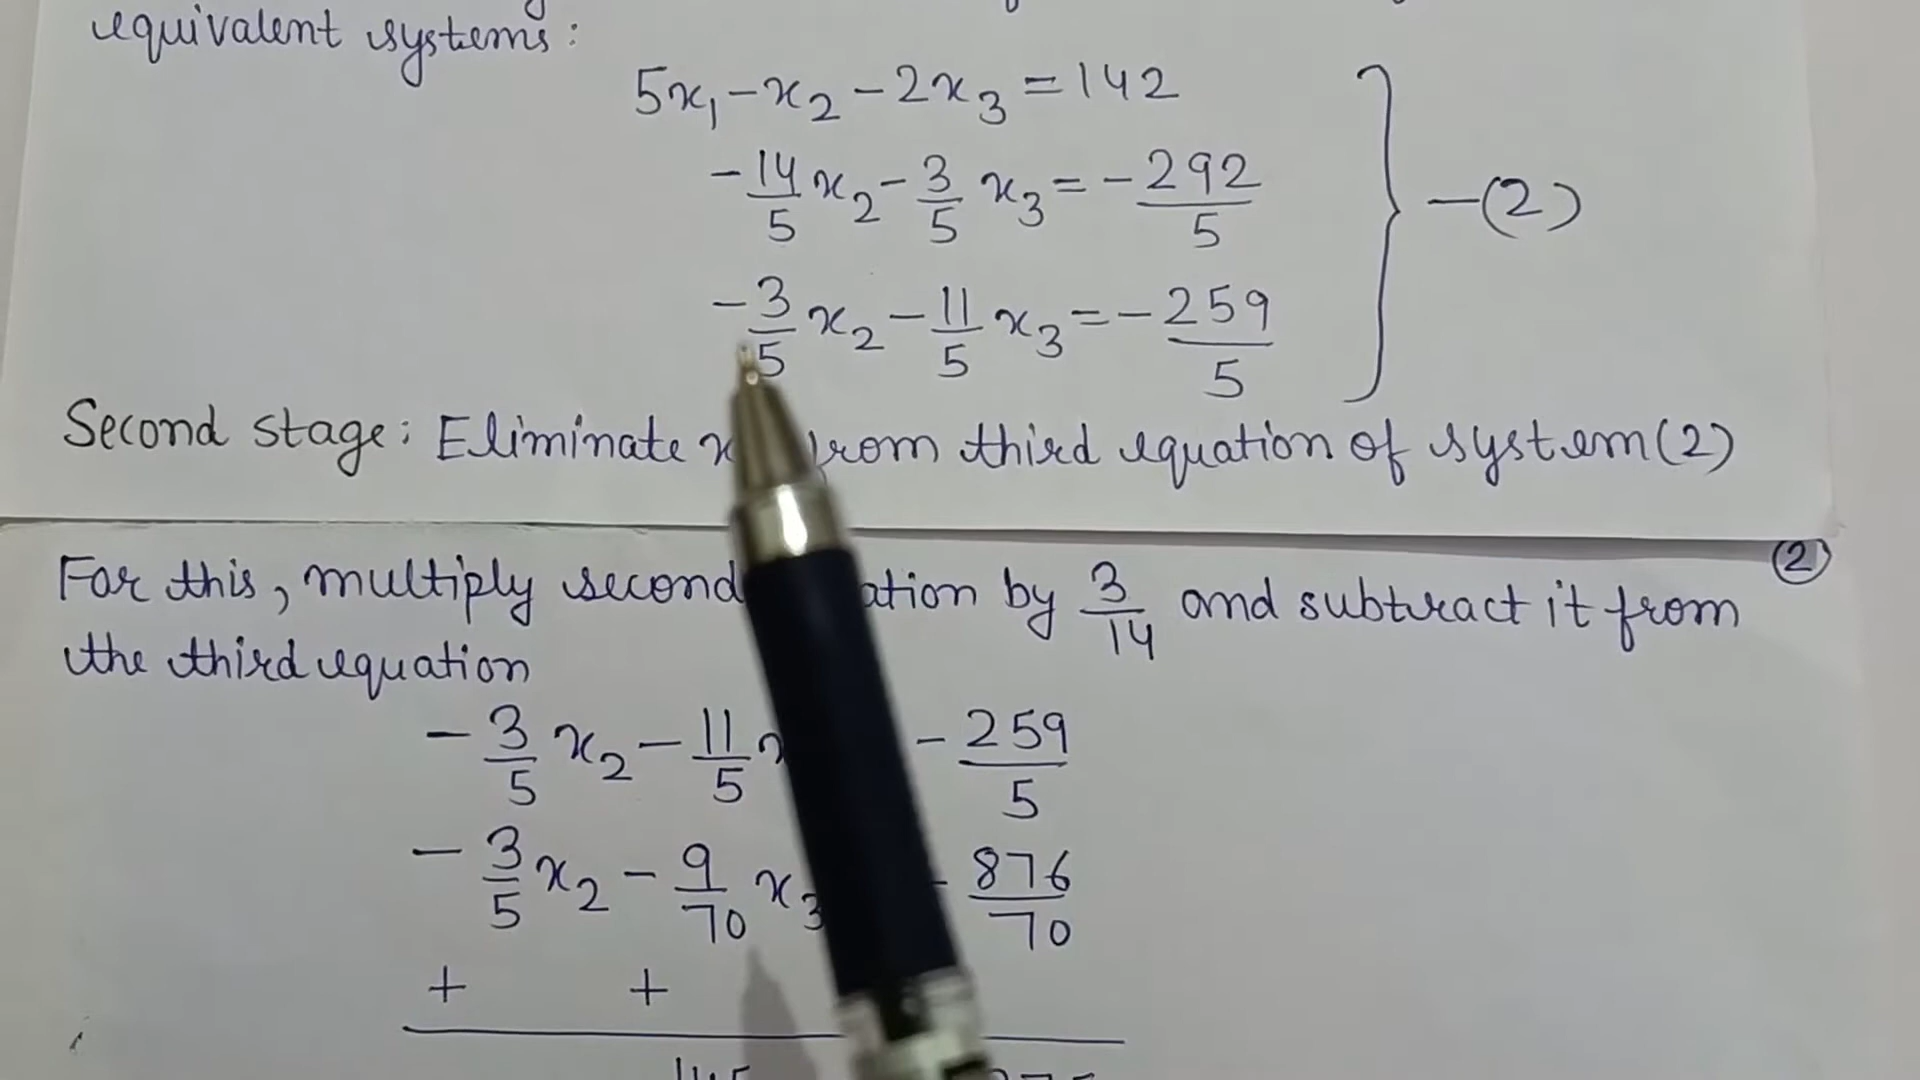 equivalent systems:
5x₁-x₂-2x₃=142
-14/5 x₂-3/5 x₃=-292/5
-3/5 x₂-11/5 x₃=-259/5
} -(2)
Second stage: Eliminate x from third equation of system(2)
②
For this, multiply second ation by 3/14 and subtract it from
the third equation
-3/5 x₂-11/5 x -259/5
-3/5 x₂-9/70 x₃ -876/70
+ +